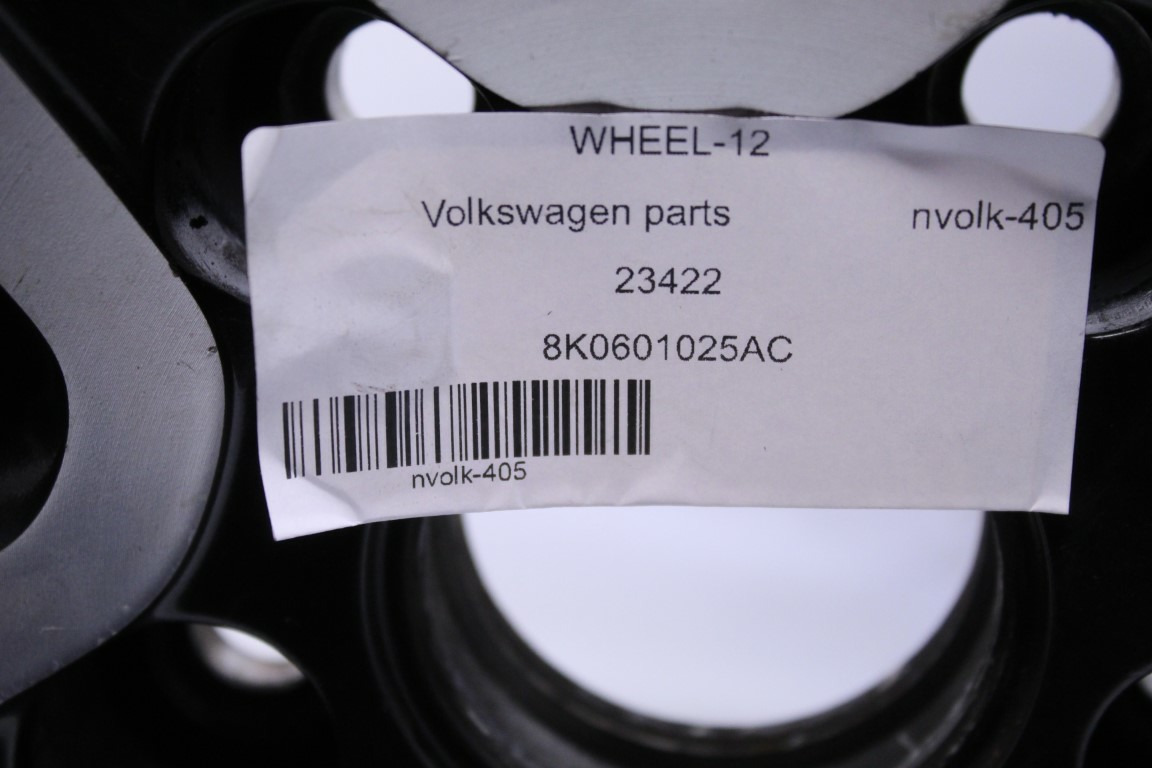 WHEEL-12
Volkswagen parts nvolk-405
23422
8K0601025AC
nvolk-405